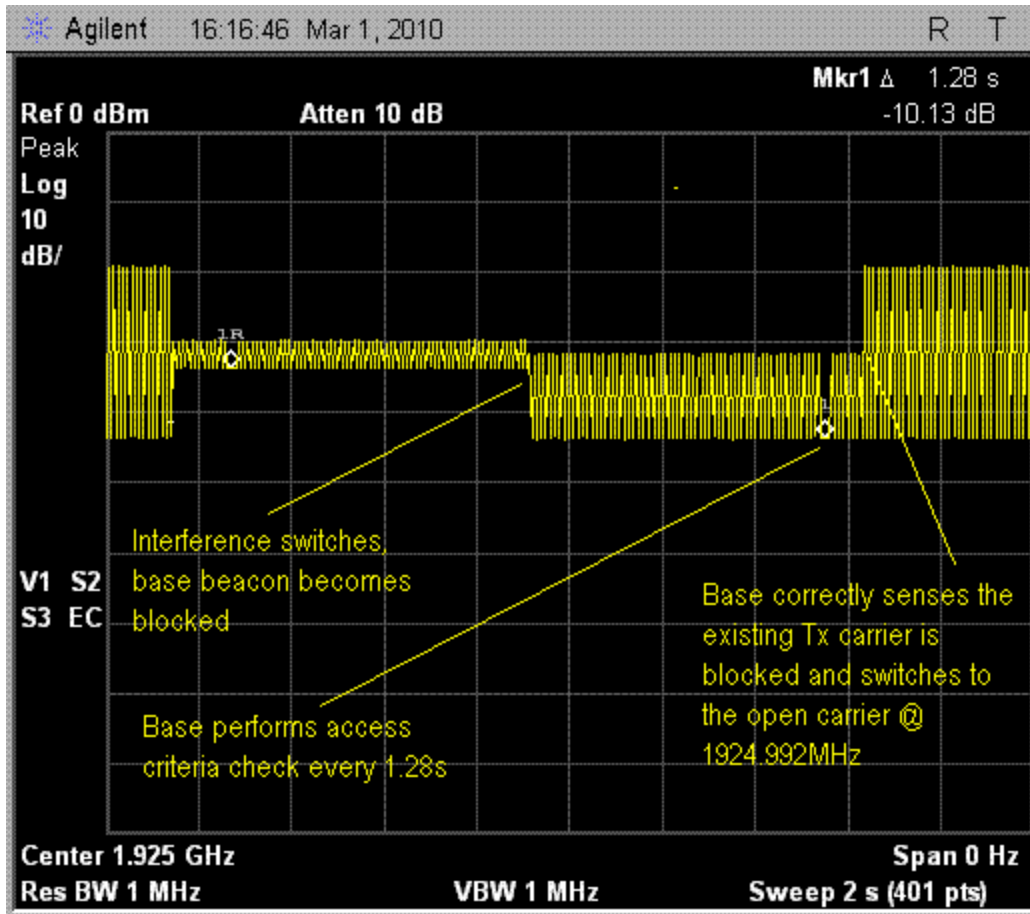 Agilent 16:16:46 Mar 1, 2010 R T
Mkr1 Δ 1.28 s
Ref 0 dBm Atten 10 dB -10.13 dB
Peak
Log
10
dB/
1R
1
Interference switches,
base beacon becomes
blocked
V1 S2
S3 EC
Base correctly senses the
existing Tx carrier is
blocked and switches to
the open carrier @
1924.992MHz
Base performs access
criteria check every 1.28s
Center 1.925 GHz Span 0 Hz
Res BW 1 MHz VBW 1 MHz Sweep 2 s (401 pts)